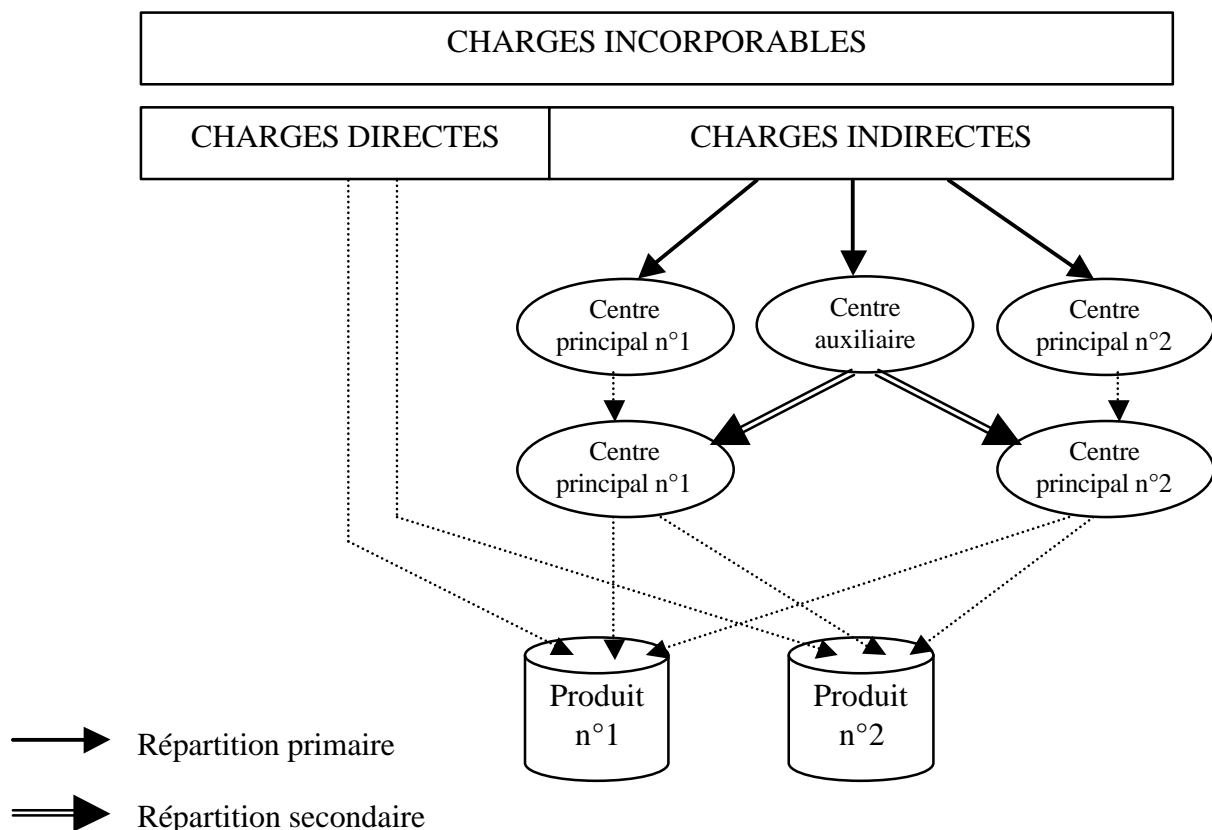 CHARGES INCORPORABLES
CHARGES DIRECTES
CHARGES INDIRECTES
Centre
principal n°1
Centre
auxiliaire
Centre
principal n°2
Centre
principal n°1
Centre
principal n°2
Produit
n°1
Produit
n°2
Répartition primaire
Répartition secondaire